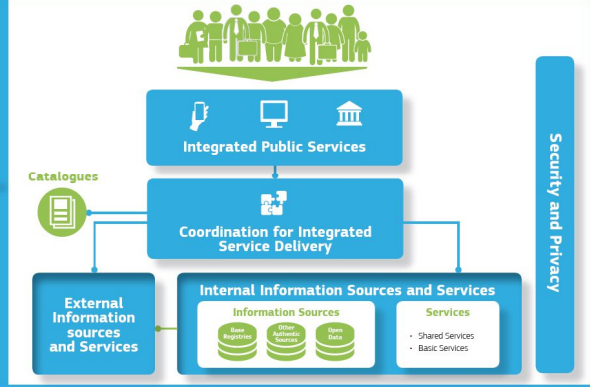 Integrated Public Services
Catalogues
Coordination for Integrated
Service Delivery
External
Information
sources
and Services
Internal Information Sources and Services
Information Sources
Base
Registries
Other
Authentic
Sources
Open
Data
Services
· Shared Services
· Basic Services
Security and Privacy